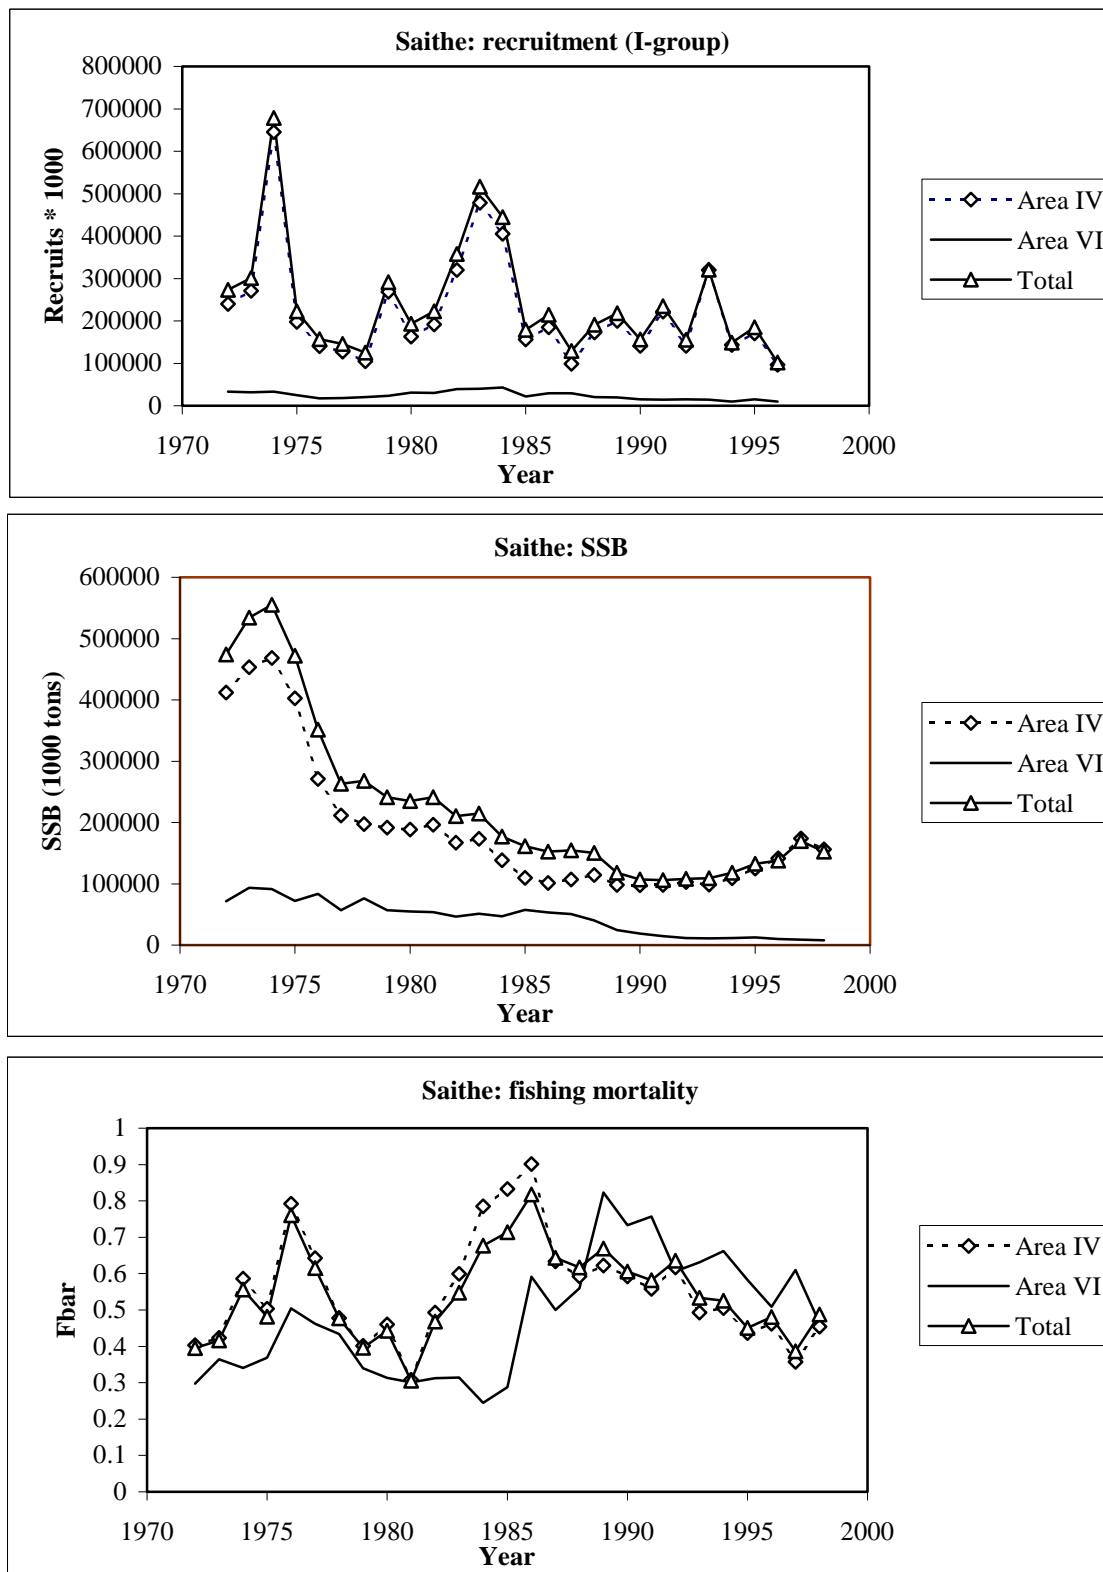 Saithe: recruitment (I-group)
800000
700000
600000
500000
400000
300000
200000
100000
0
Recruits * 1000
1970 1975 1980 1985 1990 1995 2000
Year
Area IV
Area VI
Total
Saithe: SSB
600000
500000
400000
300000
200000
100000
0
SSB (1000 tons)
1970 1975 1980 1985 1990 1995 2000
Year
Area IV
Area VI
Total
Saithe: fishing mortality
1
0.9
0.8
0.7
0.6
0.5
0.4
0.3
0.2
0.1
0
Fbar
1970 1975 1980 1985 1990 1995 2000
Year
Area IV
Area VI
Total